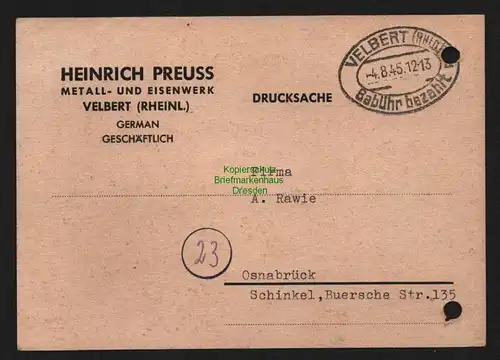 HEINRICH PREUSS
METALL- UND EISENWERK
VELBERT (RHEINL.)
GERMAN
GESCHÄFTLICH
DRUCKSACHE
VELBERT (RHLD)
-4.8.45.12-13
Gebühr bezahlt
Kopierschutz
Briefmarkenhaus
Dresden
Firma
A. Rawie
23
Osnabrück
Schinkel,Buersche Str.135